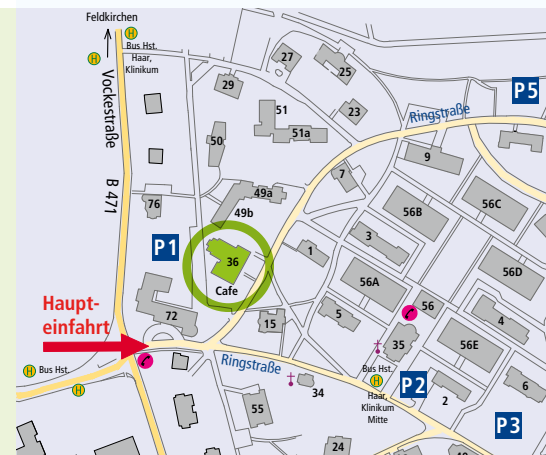 Feldkirchen
H
Bus Hst.
Haar,
Klinikum
H
Vockestraße
B 471
27
25
29
51
51a
23
50
P5
Ringstraße
9
7
49a
49b
76
56C
56B
3
1
P1
36
Cafe
56A
56D
56
5
4
72
15
Haupt-
einfahrt
35
56E
Ringstraße
34
Bus Hst.
H
Haar,
Klinikum
Mitte
P2
2
6
H
Bus Hst.
H
55
P3
24